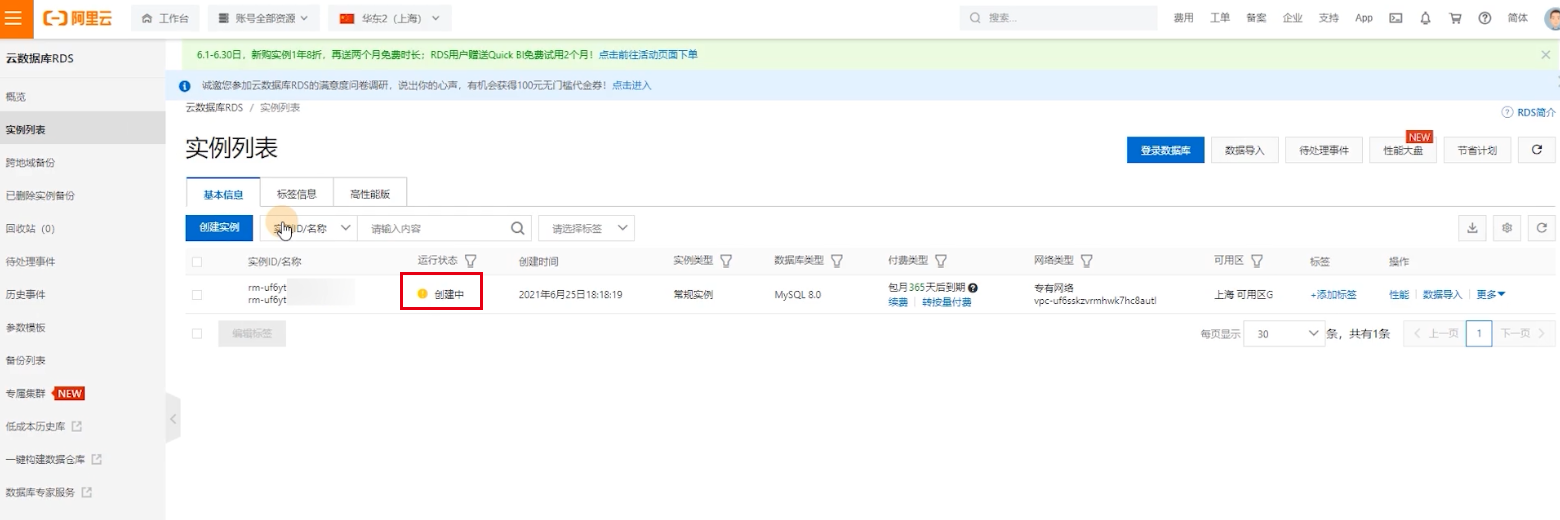 阿里云 工作台 账号全部资源 华东2（上海） 搜索... 费用 工单 备案 企业 支持 App 简体
云数据库RDS
概览
实例列表
跨地域备份
已删除实例备份
回收站（0）
待处理事件
历史事件
参数模板
备份列表
专属集群 NEW
低成本历史库
一键构建数据仓库
数据库专家服务
6.1-6.30日，新购实例1年8折，再送两个月免费时长；RDS用户赠送Quick BI免费试用2个月！点击前往活动页面下单
诚邀您参加云数据库RDS的满意度问卷调研，说出你的心声，有机会获得100元无门槛代金券！点击进入
云数据库RDS / 实例列表
RDS简介
实例列表
登录数据库 数据导入 待处理事件 性能大盘 NEW 节省计划
基本信息 标签信息 高性能版
创建实例 实例ID/名称 请输入内容 请选择标签
实例ID/名称 运行状态 创建时间 实例类型 数据库类型 付费类型 网络类型 可用区 标签 操作
rm-uf6yt 创建中 2021年6月25日18:18:19 常规实例 MySQL 8.0 包月365天后到期 专有网络 上海 可用区G +添加标签 性能 数据导入 更多
rm-uf6yt 续费 转按量付费 vpc-uf6sskzvrmhwk7hc8autl
编辑标签 每页显示 30 条，共有1条 上一页 1 下一页